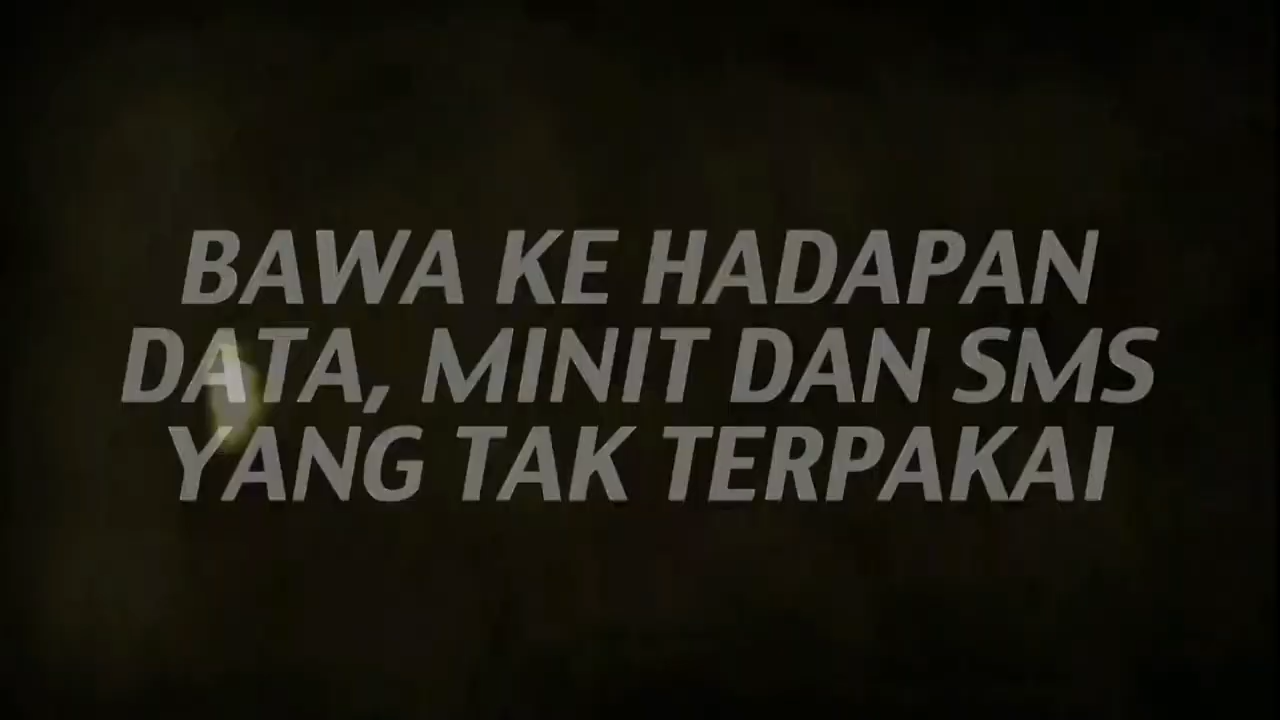 BAWA KE HADAPAN
DATA, MINIT DAN SMS
YANG TAK TERPAKAI